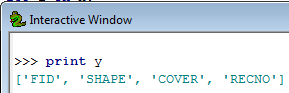 Interactive Window
>>> print y
['FID', 'SHAPE', 'COVER', 'RECNO']